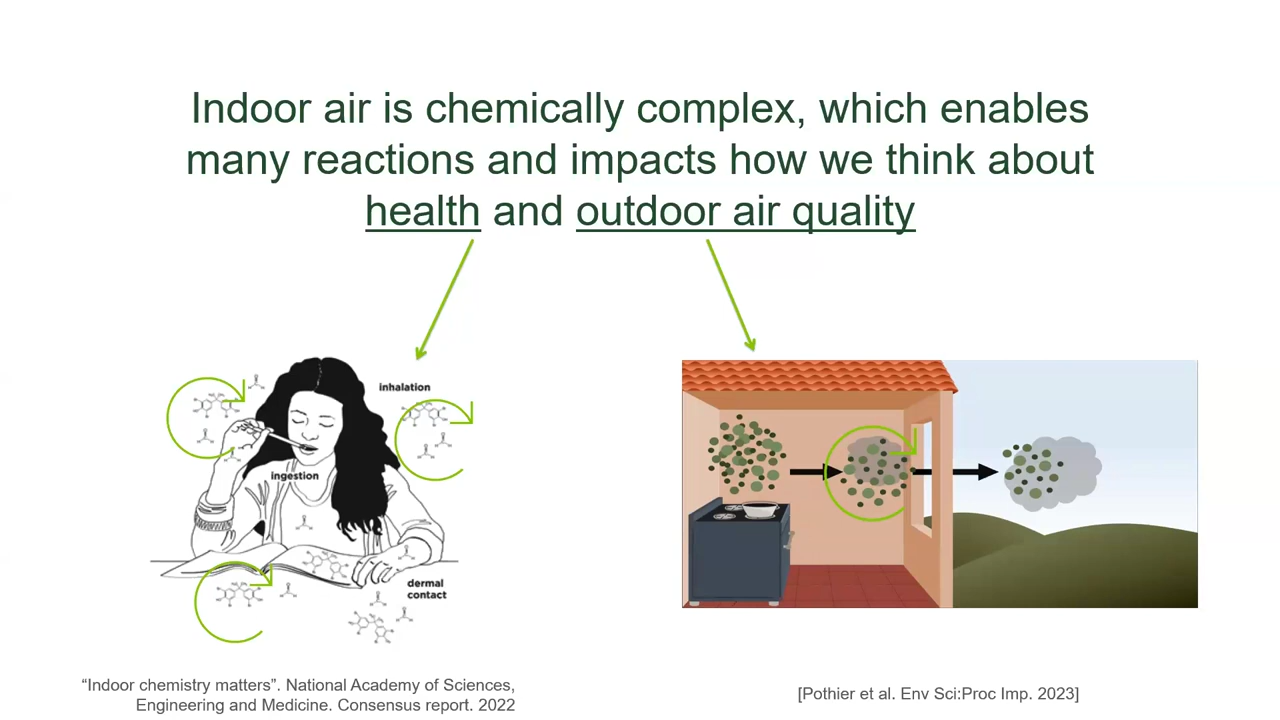 Indoor air is chemically complex, which enables
many reactions and impacts how we think about
health and outdoor air quality
inhalation
ingestion
dermal
contact
“Indoor chemistry matters”. National Academy of Sciences,
Engineering and Medicine. Consensus report. 2022
[Pothier et al. Env Sci:Proc Imp. 2023]